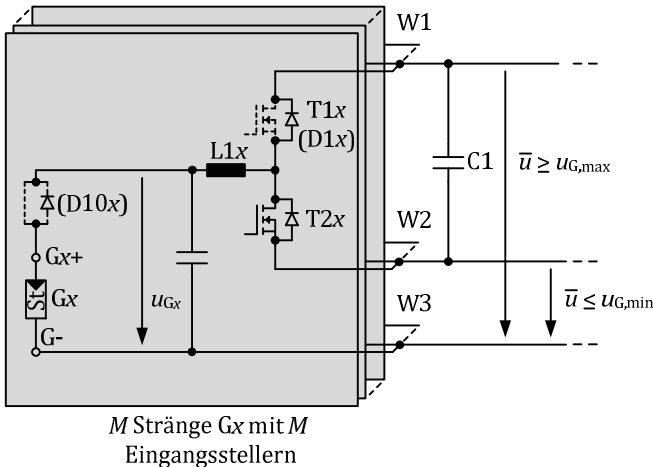 W1
T1x
(D1x)
L1x
C1
u̅ ≥ uG,max
(D10x)
T2x
W2
Gx+
St
Gx
uGx
u̅ ≤ uG,min
W3
G-
M Stränge Gx mit M
Eingangsstellern